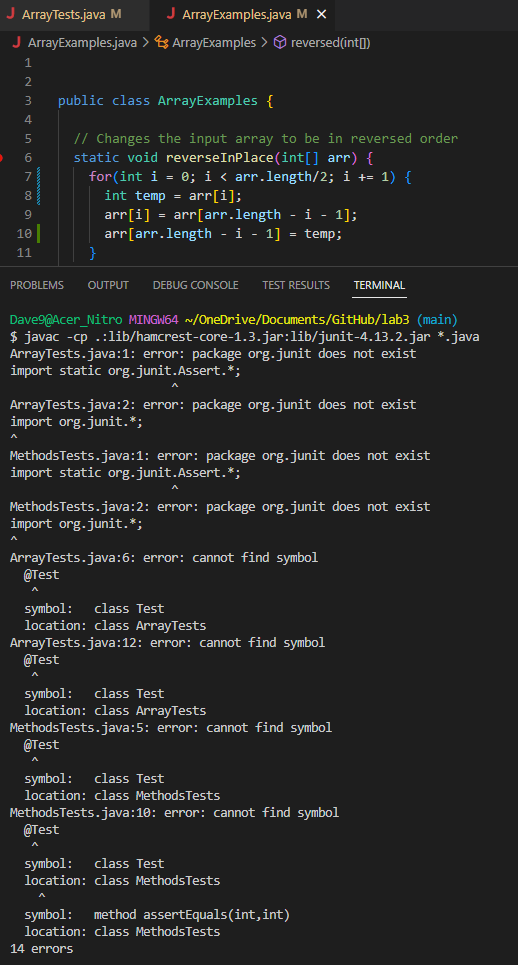 J ArrayTests.java M J ArrayExamples.java M ×
J ArrayExamples.java > ArrayExamples > reversed(int[])
1
2
3 public class ArrayExamples {
4
5 // Changes the input array to be in reversed order
6 static void reverseInPlace(int[] arr) {
7 for(int i = 0; i < arr.length/2; i += 1) {
8 int temp = arr[i];
9 arr[i] = arr[arr.length - i - 1];
10 arr[arr.length - i - 1] = temp;
11 }
PROBLEMS OUTPUT DEBUG CONSOLE TEST RESULTS TERMINAL
Dave9@Acer_Nitro MINGW64 ~/OneDrive/Documents/GitHub/lab3 (main)
$ javac -cp .:lib/hamcrest-core-1.3.jar:lib/junit-4.13.2.jar *.java
ArrayTests.java:1: error: package org.junit does not exist
import static org.junit.Assert.*;
^
ArrayTests.java:2: error: package org.junit does not exist
import org.junit.*;
^
MethodsTests.java:1: error: package org.junit does not exist
import static org.junit.Assert.*;
^
MethodsTests.java:2: error: package org.junit does not exist
import org.junit.*;
^
ArrayTests.java:6: error: cannot find symbol
@Test
^
symbol: class Test
location: class ArrayTests
ArrayTests.java:12: error: cannot find symbol
@Test
^
symbol: class Test
location: class ArrayTests
MethodsTests.java:5: error: cannot find symbol
@Test
^
symbol: class Test
location: class MethodsTests
MethodsTests.java:10: error: cannot find symbol
@Test
^
symbol: class Test
location: class MethodsTests
^
symbol: method assertEquals(int,int)
location: class MethodsTests
14 errors